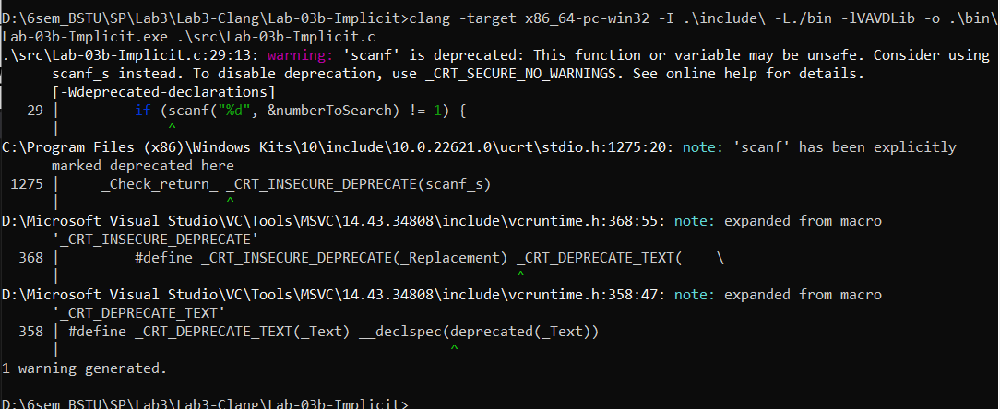 D:\6sem_BSTU\SP\Lab3\Lab3-Clang\Lab-03b-Implicit>clang -target x86_64-pc-win32 -I .\include\ -L./bin -lVAVDLib -o .\bin\
Lab-03b-Implicit.exe .\src\Lab-03b-Implicit.c
.\src\Lab-03b-Implicit.c:29:13: warning: 'scanf' is deprecated: This function or variable may be unsafe. Consider using
scanf_s instead. To disable deprecation, use _CRT_SECURE_NO_WARNINGS. See online help for details.
[-Wdeprecated-declarations]
29 |         if (scanf("%d", &numberToSearch) != 1) {
|             ^
C:\Program Files (x86)\Windows Kits\10\include\10.0.22621.0\ucrt\stdio.h:1275:20: note: 'scanf' has been explicitly
marked deprecated here
1275 |     _Check_return_ _CRT_INSECURE_DEPRECATE(scanf_s)
|                    ^
D:\Microsoft Visual Studio\VC\Tools\MSVC\14.43.34808\include\vcruntime.h:368:55: note: expanded from macro
'_CRT_INSECURE_DEPRECATE'
368 |         #define _CRT_INSECURE_DEPRECATE(_Replacement) _CRT_DEPRECATE_TEXT(    \
|                                                       ^
D:\Microsoft Visual Studio\VC\Tools\MSVC\14.43.34808\include\vcruntime.h:358:47: note: expanded from macro
'_CRT_DEPRECATE_TEXT'
358 | #define _CRT_DEPRECATE_TEXT(_Text) __declspec(deprecated(_Text))
|                                               ^
1 warning generated.
D:\6sem_BSTU\SP\Lab3\Lab3-Clang\Lab-03b-Implicit>